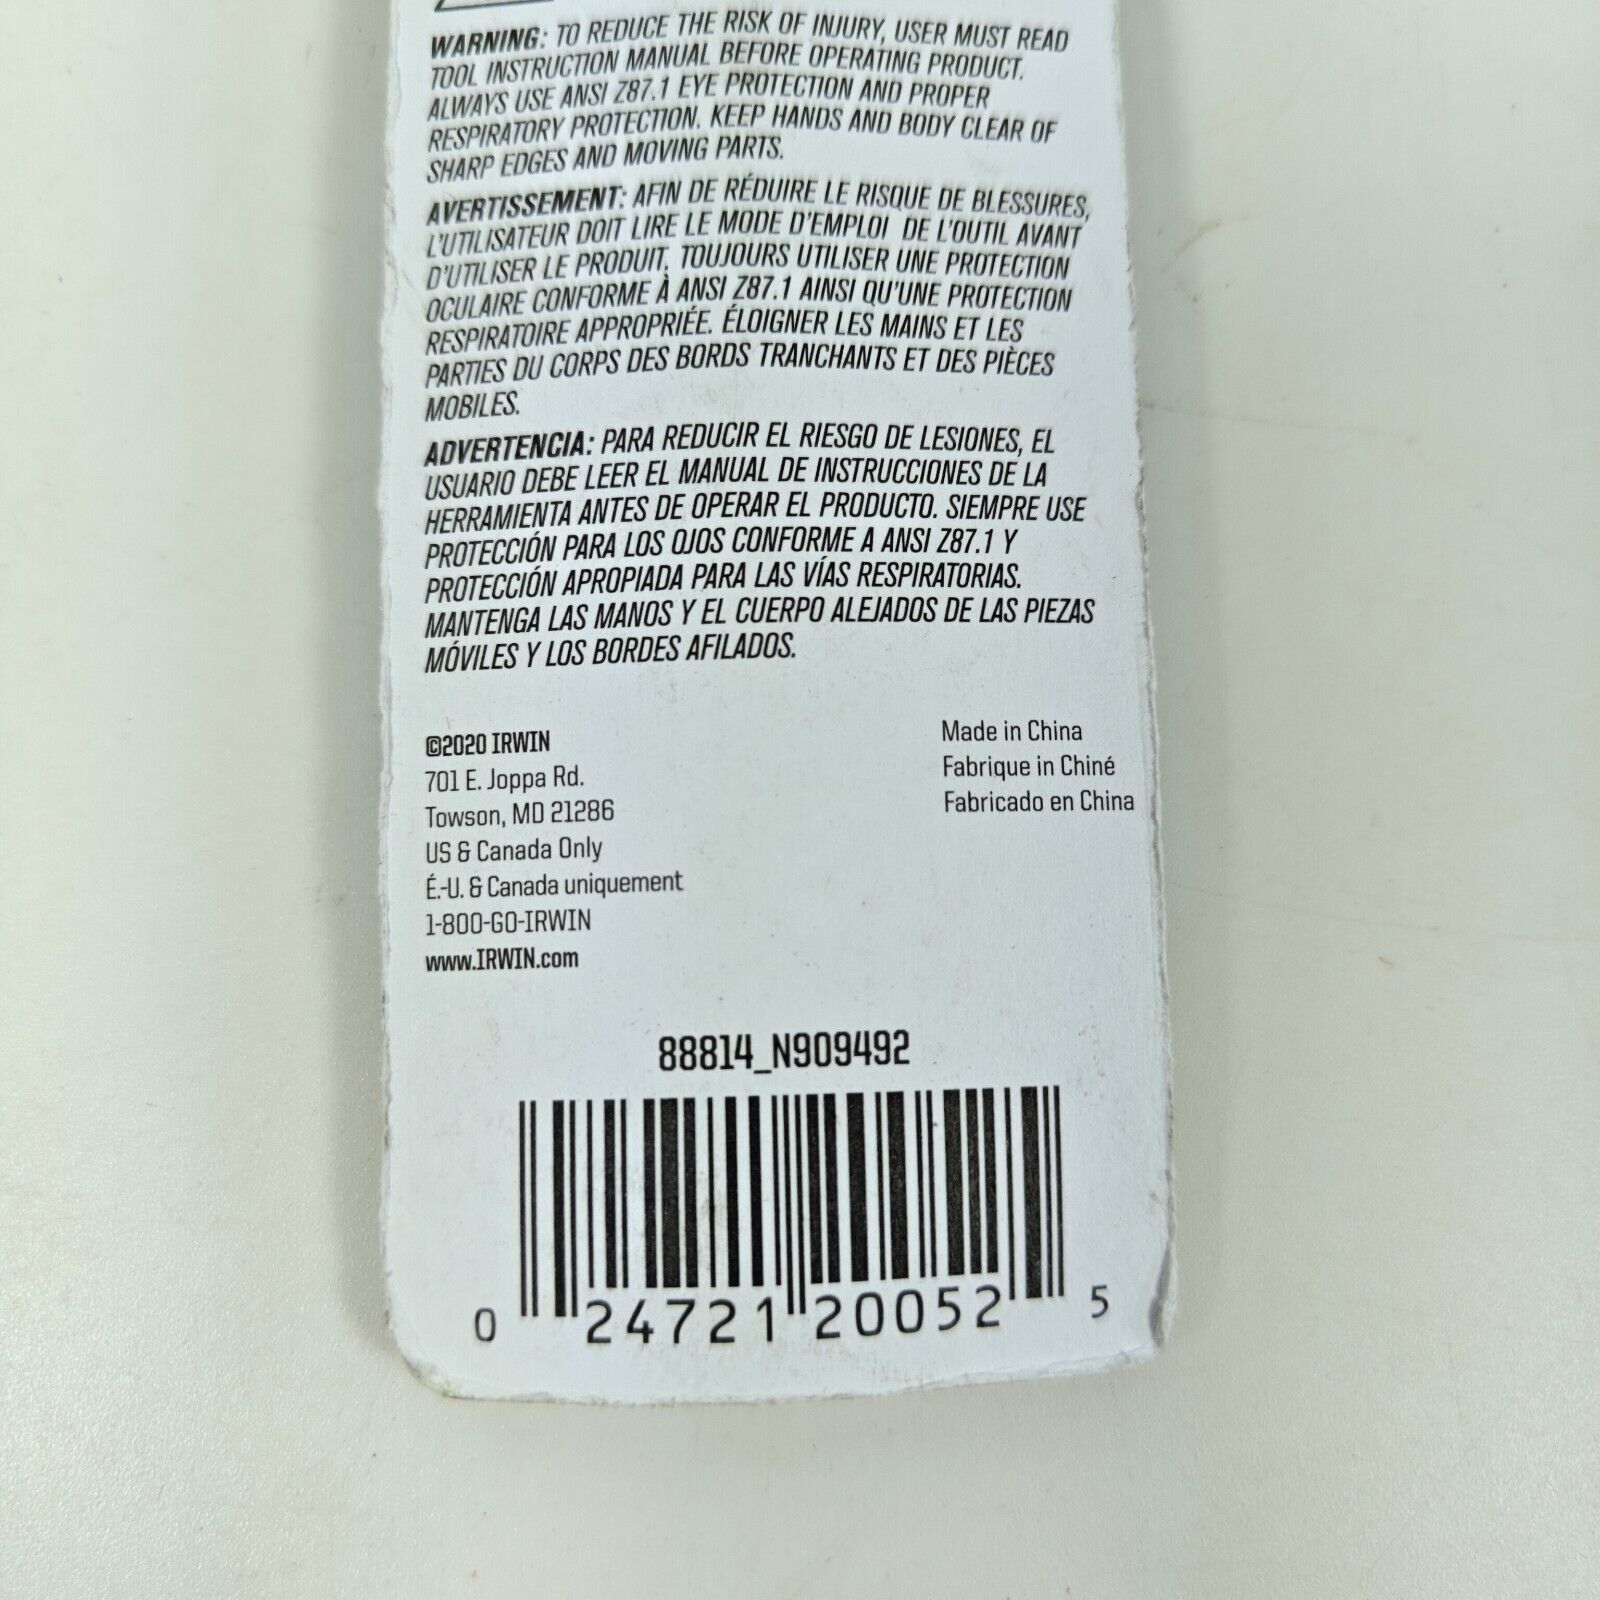 WARNING: TO REDUCE THE RISK OF INJURY, USER MUST READ
TOOL INSTRUCTION MANUAL BEFORE OPERATING PRODUCT.
ALWAYS USE ANSI Z87.1 EYE PROTECTION AND PROPER
RESPIRATORY PROTECTION. KEEP HANDS AND BODY CLEAR OF
SHARP EDGES AND MOVING PARTS.
AVERTISSEMENT: AFIN DE RÉDUIRE LE RISQUE DE BLESSURES,
L'UTILISATEUR DOIT LIRE LE MODE D'EMPLOI DE L'OUTIL AVANT
D'UTILISER LE PRODUIT. TOUJOURS UTILISER UNE PROTECTION
OCULAIRE CONFORME À ANSI Z87.1 AINSI QU'UNE PROTECTION
RESPIRATOIRE APPROPRIÉE. ÉLOIGNER LES MAINS ET LES
PARTIES DU CORPS DES BORDS TRANCHANTS ET DES PIÈCES
MOBILES.
ADVERTENCIA: PARA REDUCIR EL RIESGO DE LESIONES, EL
USUARIO DEBE LEER EL MANUAL DE INSTRUCCIONES DE LA
HERRAMIENTA ANTES DE OPERAR EL PRODUCTO. SIEMPRE USE
PROTECCIÓN PARA LOS OJOS CONFORME A ANSI Z87.1 Y
PROTECCIÓN APROPIADA PARA LAS VÍAS RESPIRATORIAS.
MANTENGA LAS MANOS Y EL CUERPO ALEJADOS DE LAS PIEZAS
MÓVILES Y LOS BORDES AFILADOS.
©2020 IRWIN
701 E. Joppa Rd.
Towson, MD 21286
US & Canada Only
É.-U. & Canada uniquement
1-800-GO-IRWIN
www.IRWIN.com
Made in China
Fabrique in Chiné
Fabricado en China
88814_N909492
0 24721 20052 5